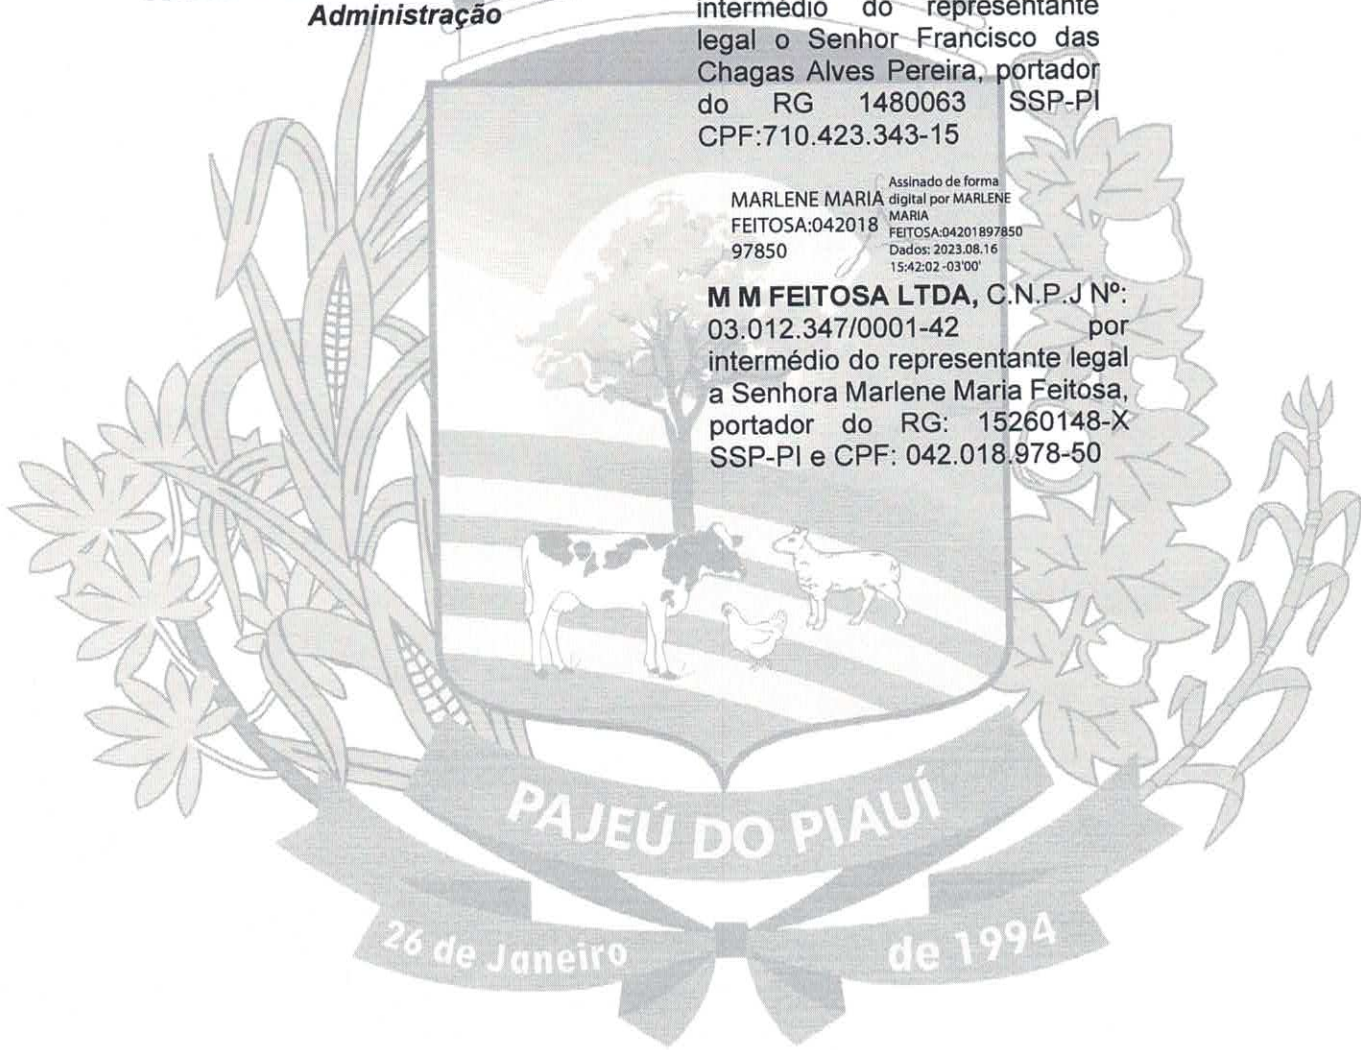 Administração
intermédio do representante
legal o Senhor Francisco das
Chagas Alves Pereira, portador
do RG 1480063 SSP-PI
CPF:710.423.343-15
MARLENE MARIA
FEITOSA:042018
97850
Assinado de forma
digital por MARLENE
MARIA
FEITOSA:04201897850
Dados: 2023.08.16
15:42:02 -03'00'
M M FEITOSA LTDA, C.N.P.J Nº:
03.012.347/0001-42 por
intermédio do representante legal
a Senhora Marlene Maria Feitosa,
portador do RG: 15260148-X
SSP-PI e CPF: 042.018.978-50
PAJEÚ DO PIAUÍ
26 de Janeiro de 1994